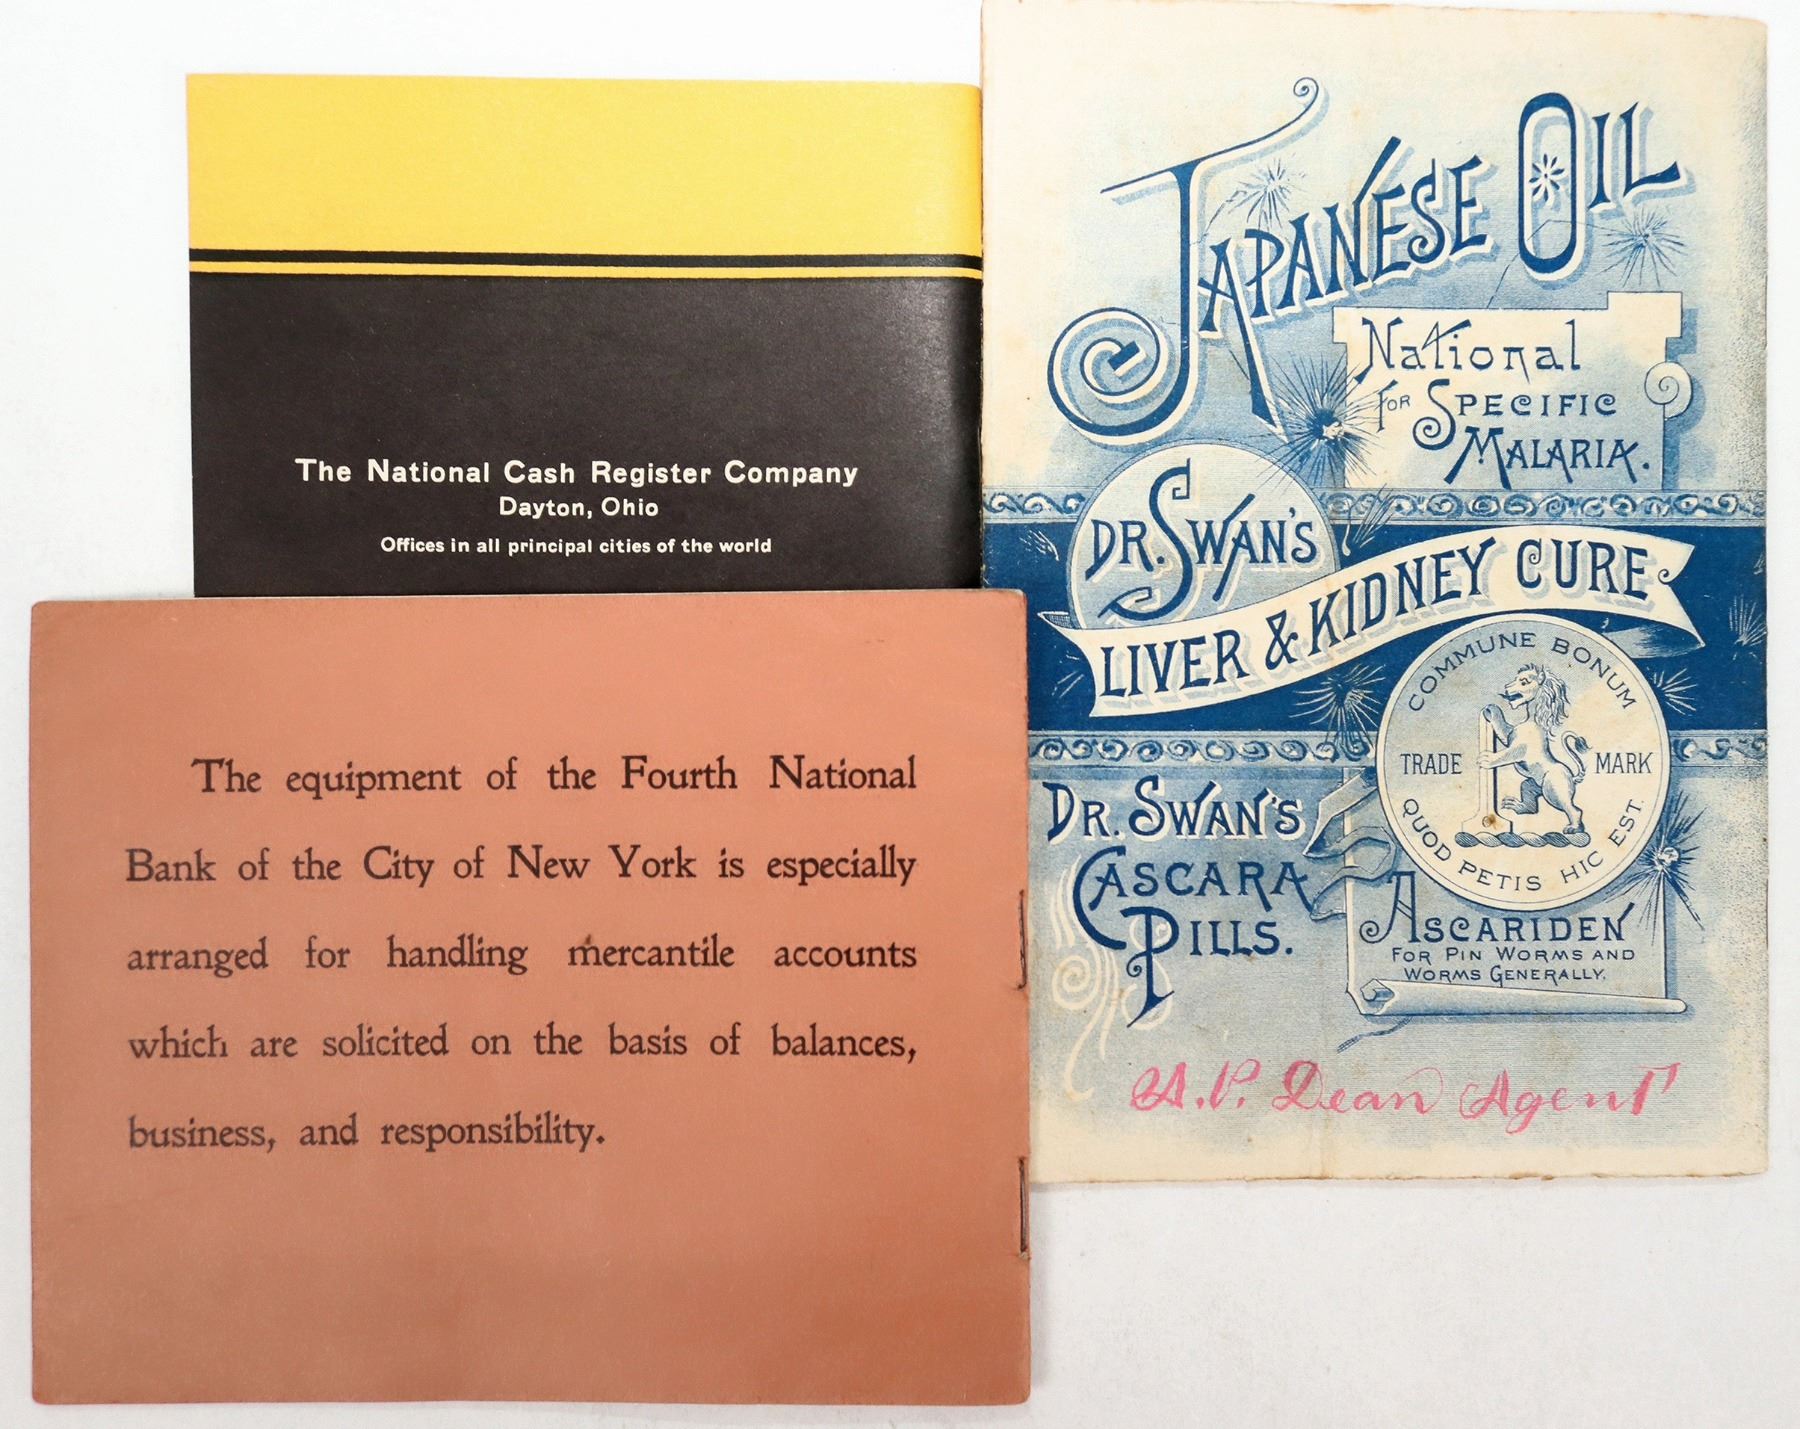 The National Cash Register Company
Dayton, Ohio
Offices in all principal cities of the world
The equipment of the Fourth National
Bank of the City of New York is especially
arranged for handling mercantile accounts
which are solicited on the basis of balances,
business, and responsibility.
JAPANESE OIL
National
FOR SPECIFIC
MALARIA.
DR. SWAN'S
LIVER & KIDNEY CURE
COMMUNE BONUM
TRADE MARK
QUOD PETIS HIC EST.
DR. SWAN'S
CASCARA
PILLS.
ASCARIDEN
FOR PIN WORMS AND
WORMS GENERALLY.
A. P. Dean Agent